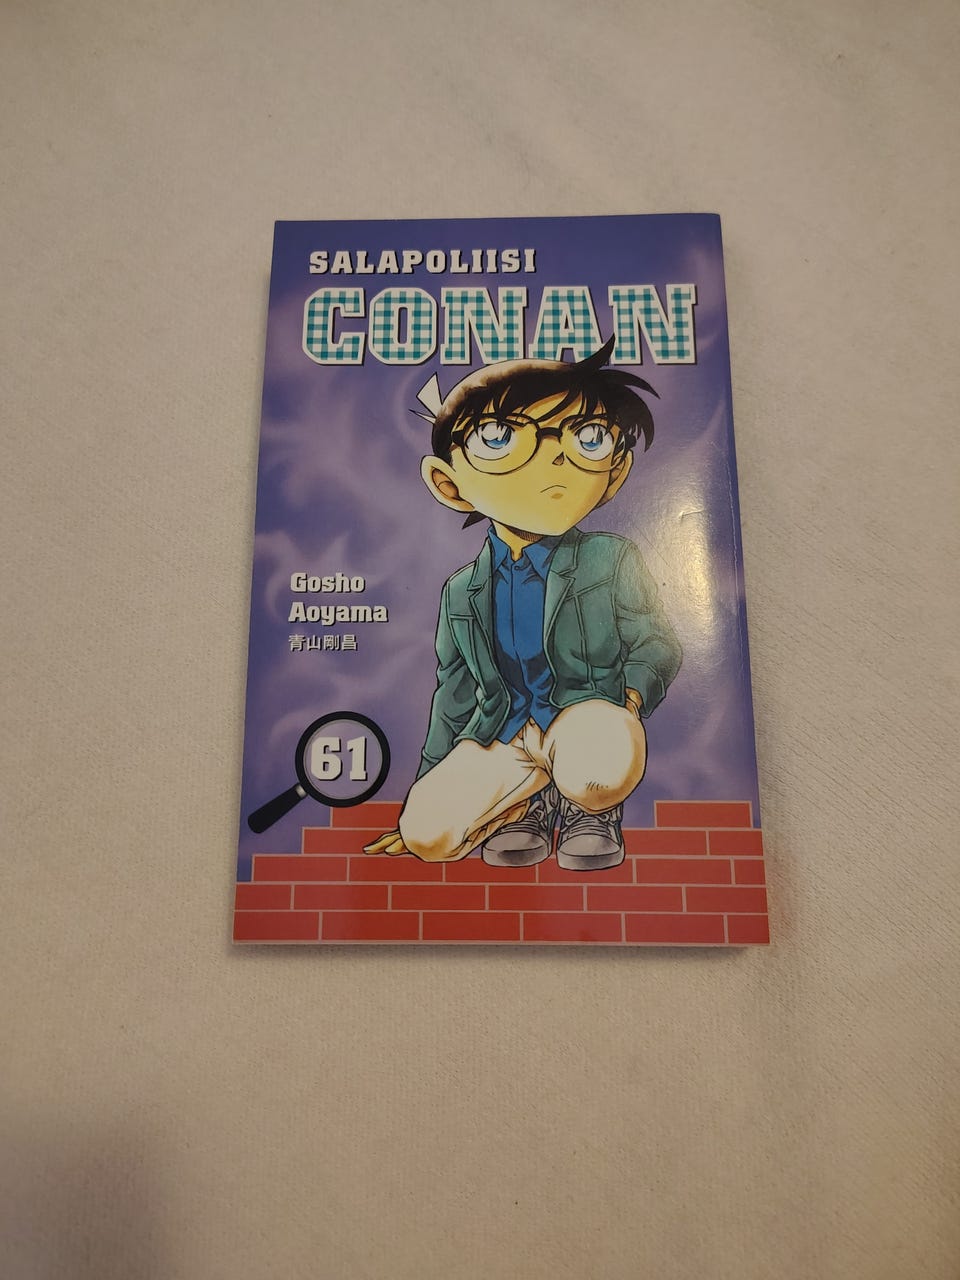 SALAPOLIISI
CONAN
Gosho
Aoyama
青山剛昌
61